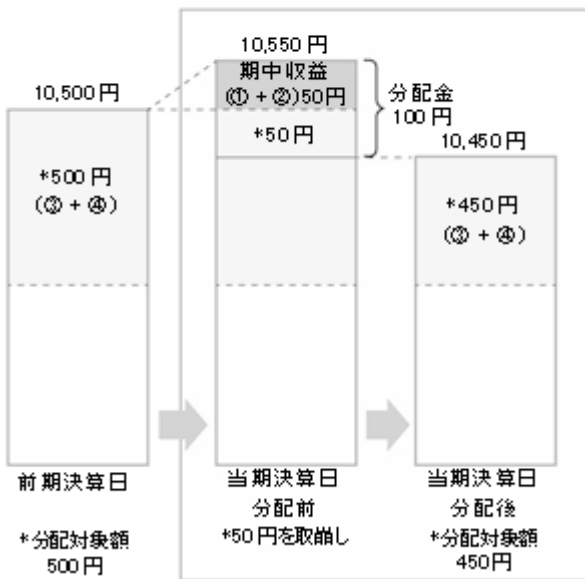 10,550円
期中収益
(①+②)50円
*50円
分配金
100円
10,500円
*500円
(③+④)
10,450円
*450円
(③+④)
前期決算日
*分配対象額
500円
当期決算日
分配前
*50円を取崩し
当期決算日
分配後
*分配対象額
450円